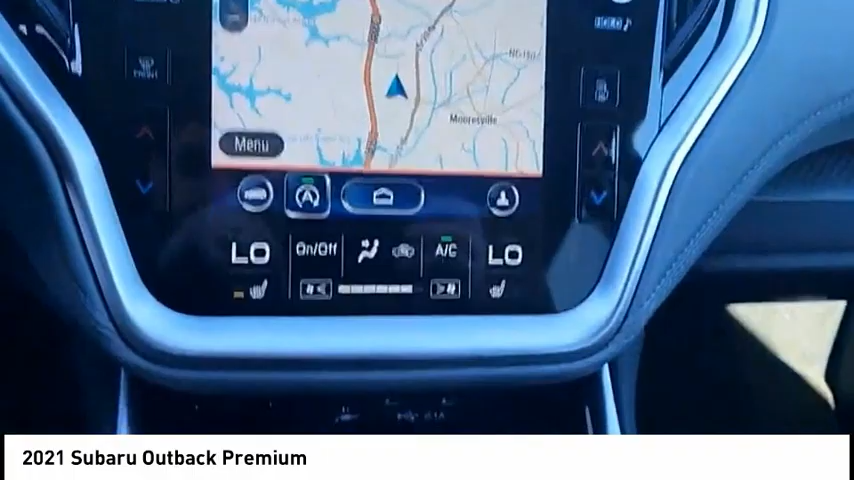 Mooresville
Menu
LO
On/Off
A/C
LO
2021 Subaru Outback Premium